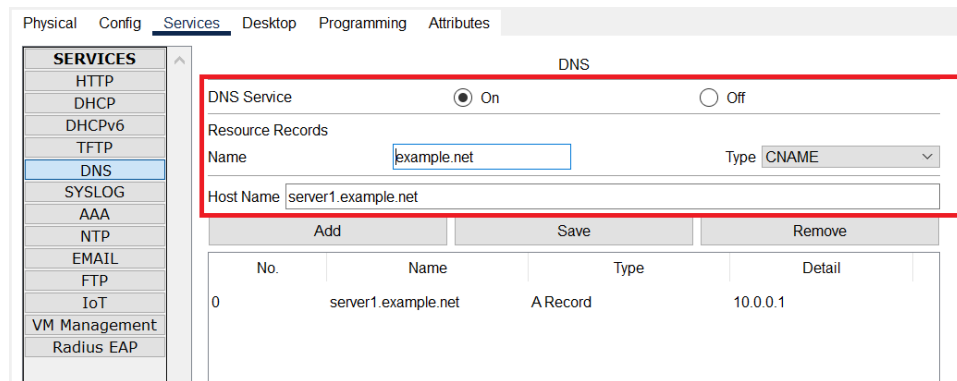 Physical Config Services Desktop Programming Attributes
SERVICES
HTTP
DHCP
DHCPv6
TFTP
DNS
SYSLOG
AAA
NTP
EMAIL
FTP
IoT
VM Management
Radius EAP
DNS
DNS Service On Off
Resource Records
Name example.net Type CNAME
Host Name server1.example.net
Add Save Remove
No. Name Type Detail
0 server1.example.net A Record 10.0.0.1